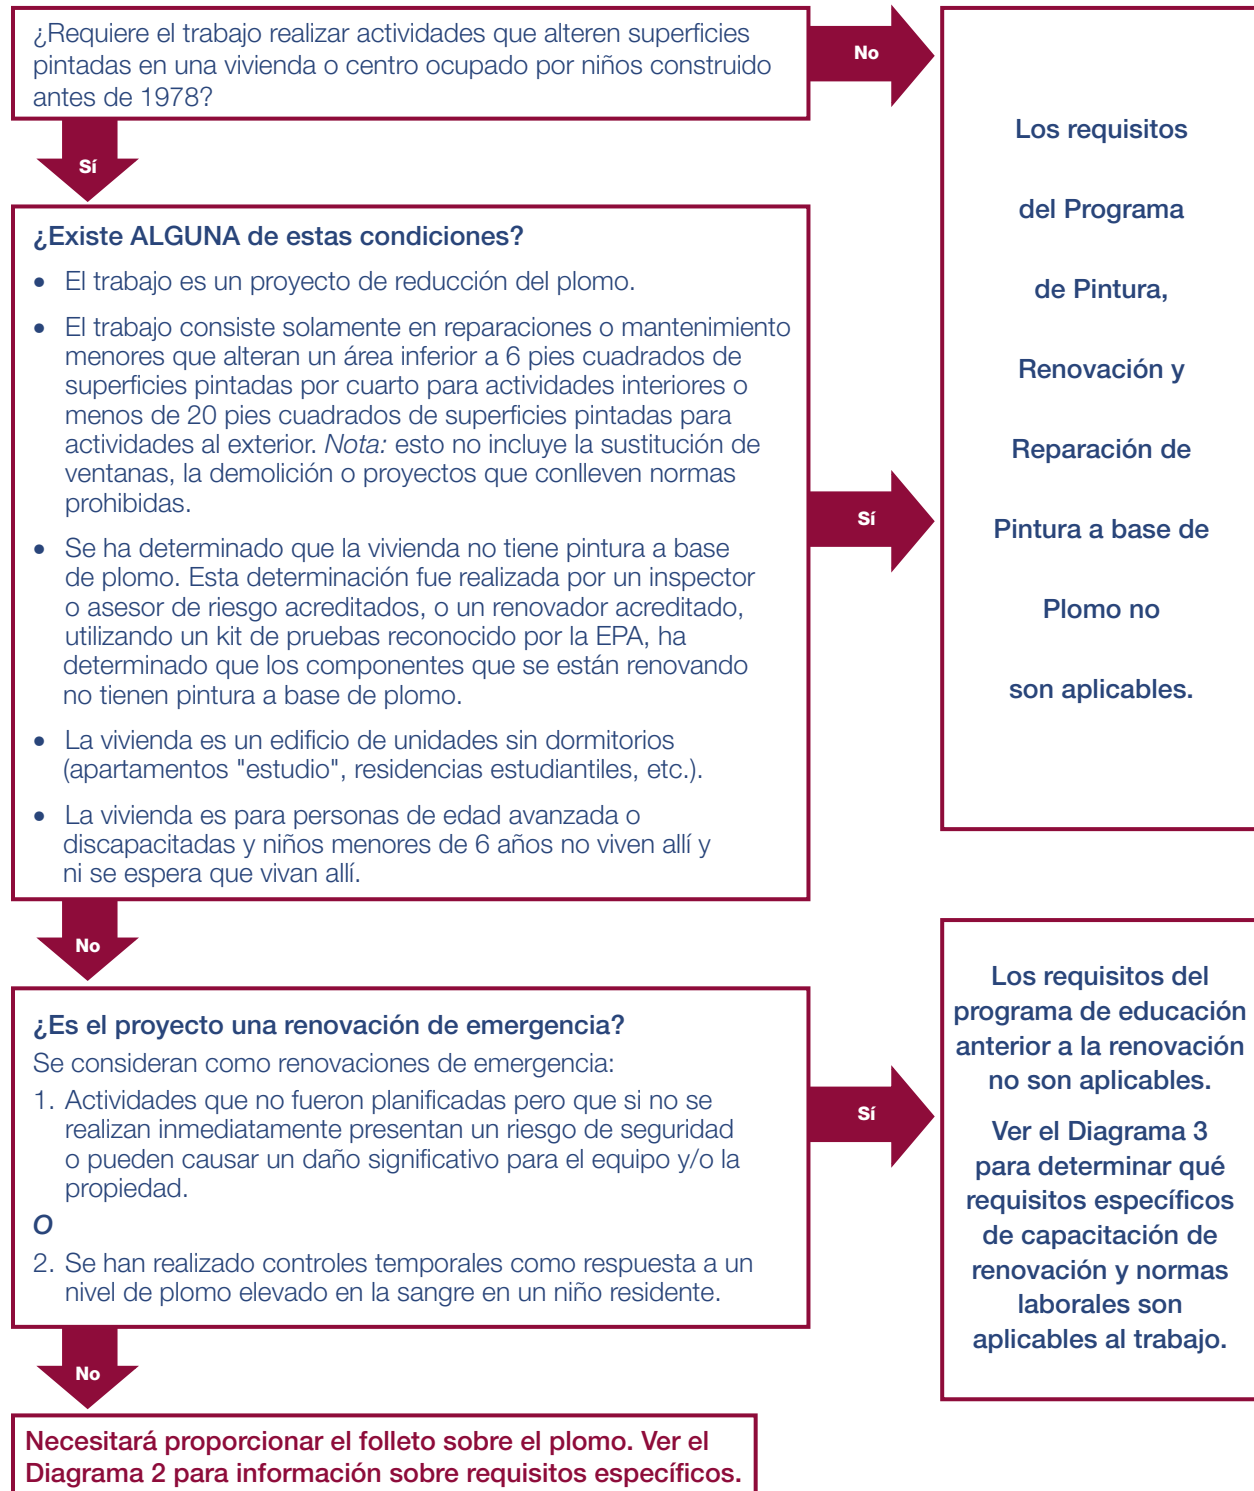 ¿Requiere el trabajo realizar actividades que alteren superficies
pintadas en una vivienda o centro ocupado por niños construido
antes de 1978?
No
Sí
Los requisitos
del Programa
de Pintura,
Renovación y
Reparación de
Pintura a base de
Plomo no
son aplicables.
¿Existe ALGUNA de estas condiciones?
• El trabajo es un proyecto de reducción del plomo.
• El trabajo consiste solamente en reparaciones o mantenimiento
menores que alteran un área inferior a 6 pies cuadrados de
superficies pintadas por cuarto para actividades interiores o
menos de 20 pies cuadrados de superficies pintadas para
actividades al exterior. Nota: esto no incluye la sustitución de
ventanas, la demolición o proyectos que conlleven normas
prohibidas.
• Se ha determinado que la vivienda no tiene pintura a base
de plomo. Esta determinación fue realizada por un inspector
o asesor de riesgo acreditados, o un renovador acreditado,
utilizando un kit de pruebas reconocido por la EPA, ha
determinado que los componentes que se están renovando
no tienen pintura a base de plomo.
• La vivienda es un edificio de unidades sin dormitorios
(apartamentos "estudio", residencias estudiantiles, etc.).
• La vivienda es para personas de edad avanzada o
discapacitadas y niños menores de 6 años no viven allí y
ni se espera que vivan allí.
Sí
No
¿Es el proyecto una renovación de emergencia?
Se consideran como renovaciones de emergencia:
1. Actividades que no fueron planificadas pero que si no se
realizan inmediatamente presentan un riesgo de seguridad
o pueden causar un daño significativo para el equipo y/o la
propiedad.
O
2. Se han realizado controles temporales como respuesta a un
nivel de plomo elevado en la sangre en un niño residente.
Sí
Los requisitos del
programa de educación
anterior a la renovación
no son aplicables.
Ver el Diagrama 3
para determinar qué
requisitos específicos
de capacitación de
renovación y normas
laborales son
aplicables al trabajo.
No
Necesitará proporcionar el folleto sobre el plomo. Ver el
Diagrama 2 para información sobre requisitos específicos.